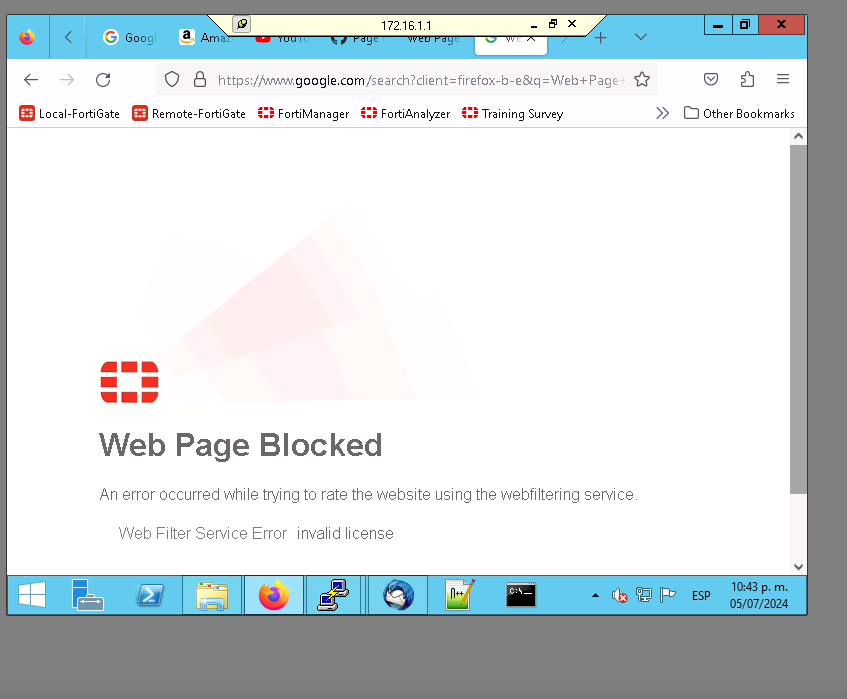 172.16.1.1
Googl
Amaz
YouTu
Page
Web Page
We
https://www.google.com/search?client=firefox-b-e&q=Web+Page+
Local-FortiGate
Remote-FortiGate
FortiManager
FortiAnalyzer
Training Survey
Other Bookmarks
Web Page Blocked
An error occurred while trying to rate the website using the webfiltering service.
Web Filter Service Error invalid license
ESP
10:43 p. m.
05/07/2024